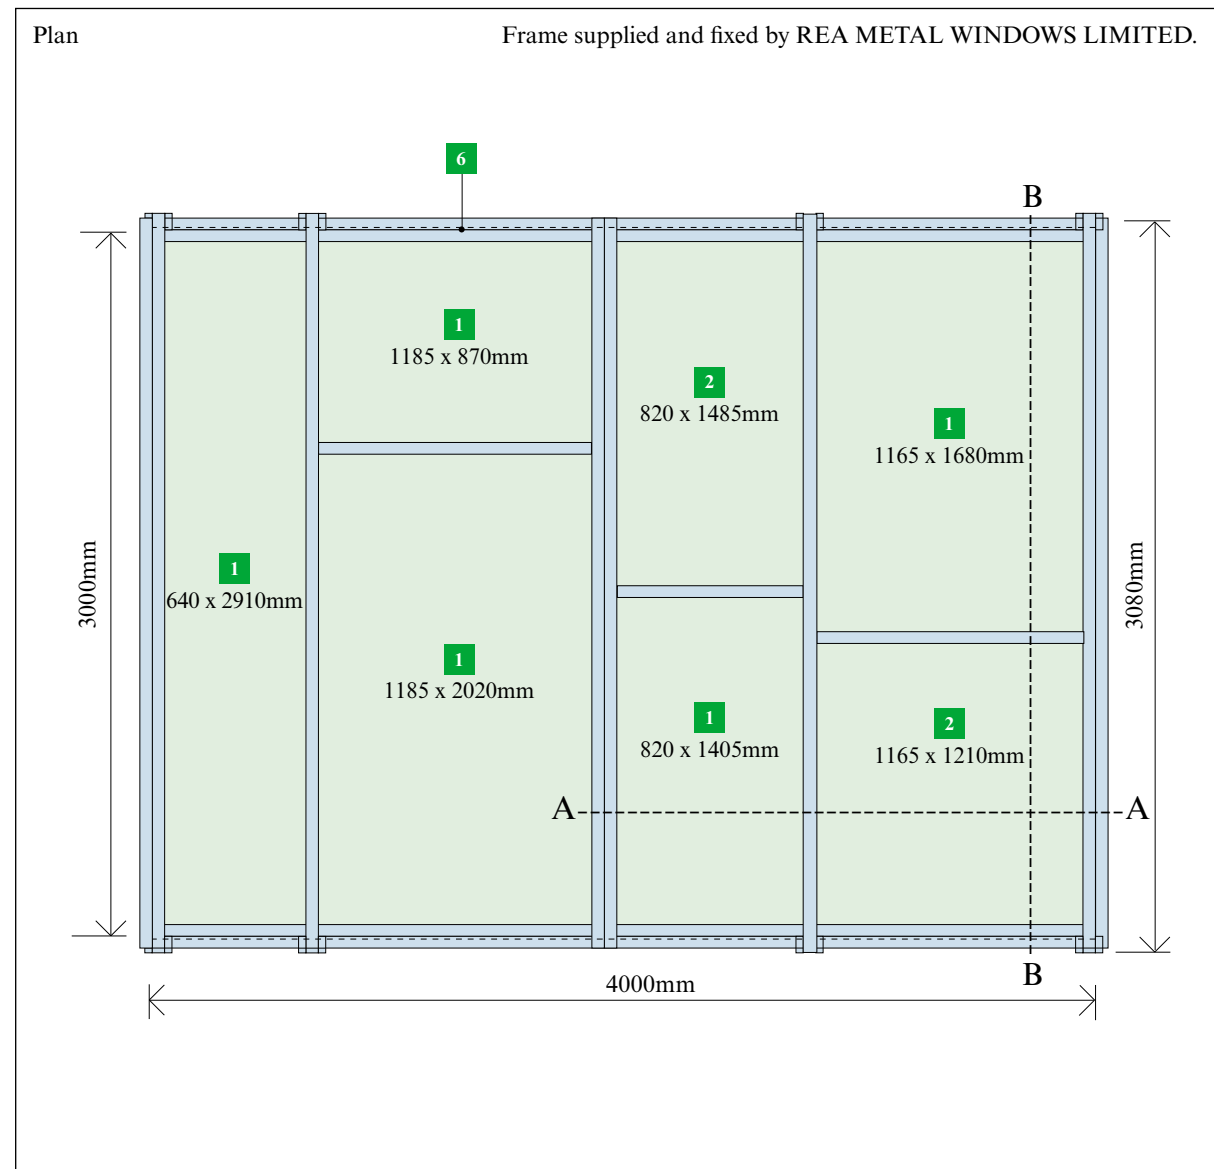 Plan
Frame supplied and fixed by REA METAL WINDOWS LIMITED.
6
B
1
1185 x 870mm
2
820 x 1485mm
1
1165 x 1680mm
3000mm
1
640 x 2910mm
3080mm
1
1185 x 2020mm
1
820 x 1405mm
2
1165 x 1210mm
A
A
B
4000mm